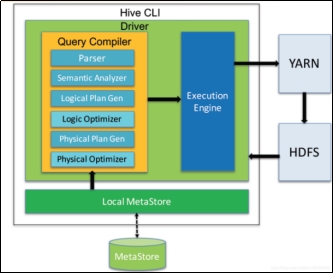 Hive CLI
Driver
Query Compiler
Parser
Semantic Analyzer
Logical Plan Gen
Logic Optimizer
Physical Plan Gen
Physical Optimizer
Execution
Engine
YARN
HDFS
Local MetaStore
MetaStore